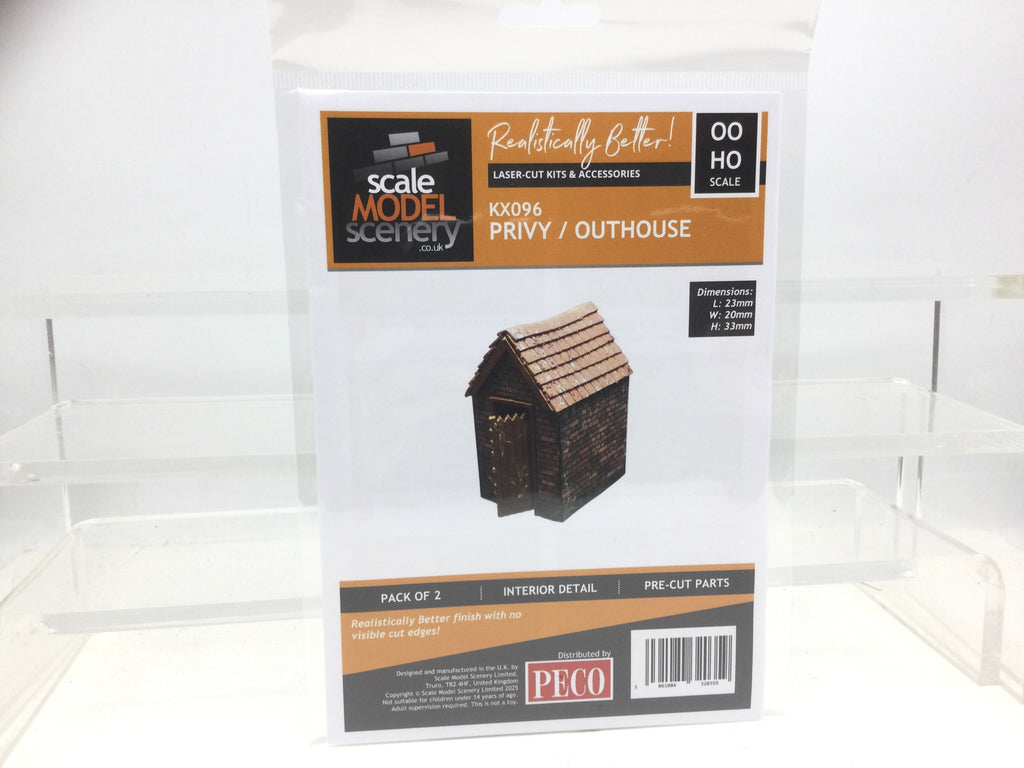 scale
MODEL
scenery
.co.uk
Realistically Better!
LASER-CUT KITS & ACCESSORIES
OO
HO
SCALE
KX096
PRIVY / OUTHOUSE
Dimensions:
L: 23mm
W: 20mm
H: 33mm
PACK OF 2
INTERIOR DETAIL
PRE-CUT PARTS
Realistically Better finish with no
visible cut edges!
Designed and manufactured in the U.K. by
Scale Model Scenery Limited,
Truro, TR2 4HF, United Kingdom
Copyright © Scale Model Scenery Limited 2025
Not suitable for children under 14 years of age.
Adult supervision required. This is not a toy.
Distributed by
PECO